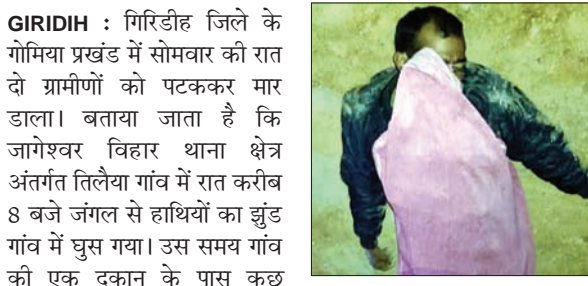 GIRIDIH : गिरिडीह जिले के
गोमिया प्रखंड में सोमवार की रात
दो ग्रामीणों को पटककर मार
डाला। बताया जाता है कि
जागेश्वर विहार थाना क्षेत्र
अंतर्गत तिलैया गांव में रात करीब
8 बजे जंगल से हाथियों का झुंड
गांव में घुस गया। उस समय गांव
की एक दुकान के पास कुछ